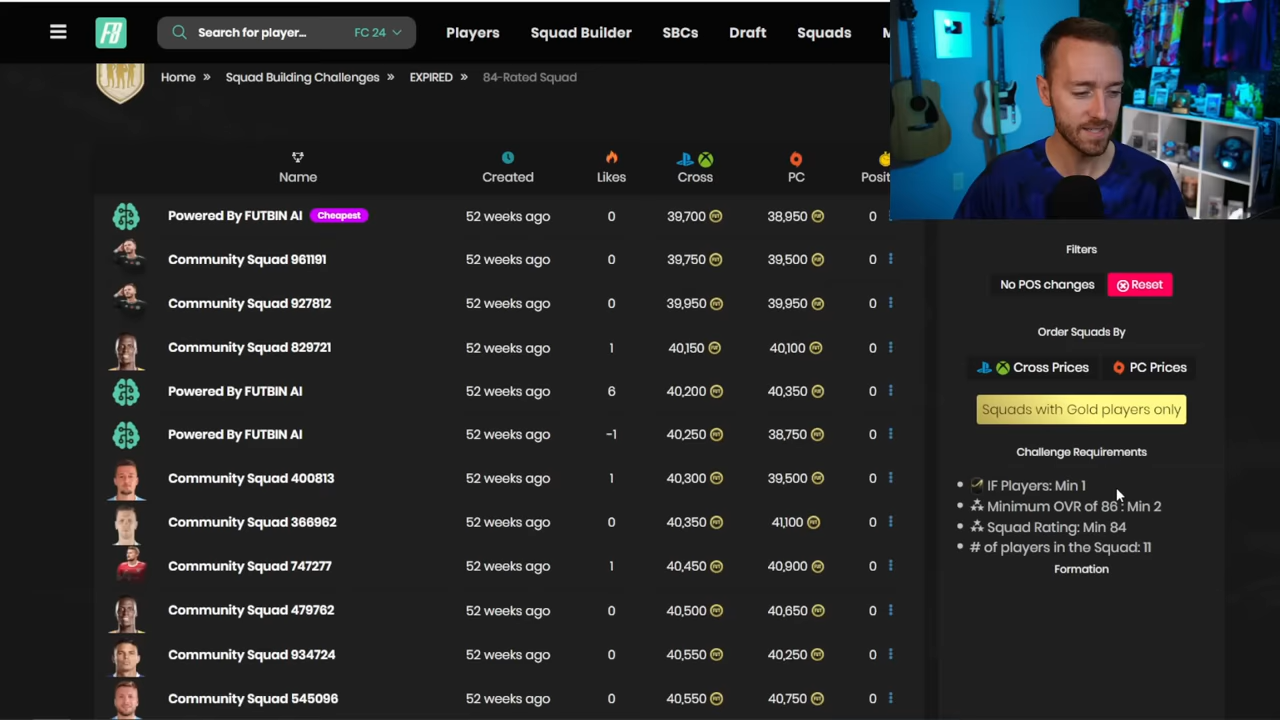 FB
Search for player...
FC 24
Players
Squad Builder
SBCs
Draft
Squads
M
Home » Squad Building Challenges » EXPIRED » 84-Rated Squad
Name Created Likes Cross PC Posit
Powered By FUTBIN AI Cheapest 52 weeks ago 0 39,700 38,950 0
Community Squad 961191 52 weeks ago 0 39,750 39,500 0
Community Squad 927812 52 weeks ago 0 39,950 39,950 0
Community Squad 829721 52 weeks ago 1 40,150 40,100 0
Powered By FUTBIN AI 52 weeks ago 6 40,200 40,350 0
Powered By FUTBIN AI 52 weeks ago -1 40,250 38,750 0
Community Squad 400813 52 weeks ago 1 40,300 39,500 0
Community Squad 366962 52 weeks ago 0 40,350 41,100 0
Community Squad 747277 52 weeks ago 1 40,450 40,900 0
Community Squad 479762 52 weeks ago 0 40,500 40,650 0
Community Squad 934724 52 weeks ago 0 40,550 40,250 0
Community Squad 545096 52 weeks ago 0 40,550 40,750 0
Filters
No POS changes Reset
Order Squads By
Cross Prices PC Prices
Squads with Gold players only
Challenge Requirements
IF Players: Min 1
Minimum OVR of 86 : Min 2
Squad Rating: Min 84
# of players in the Squad: 11
Formation